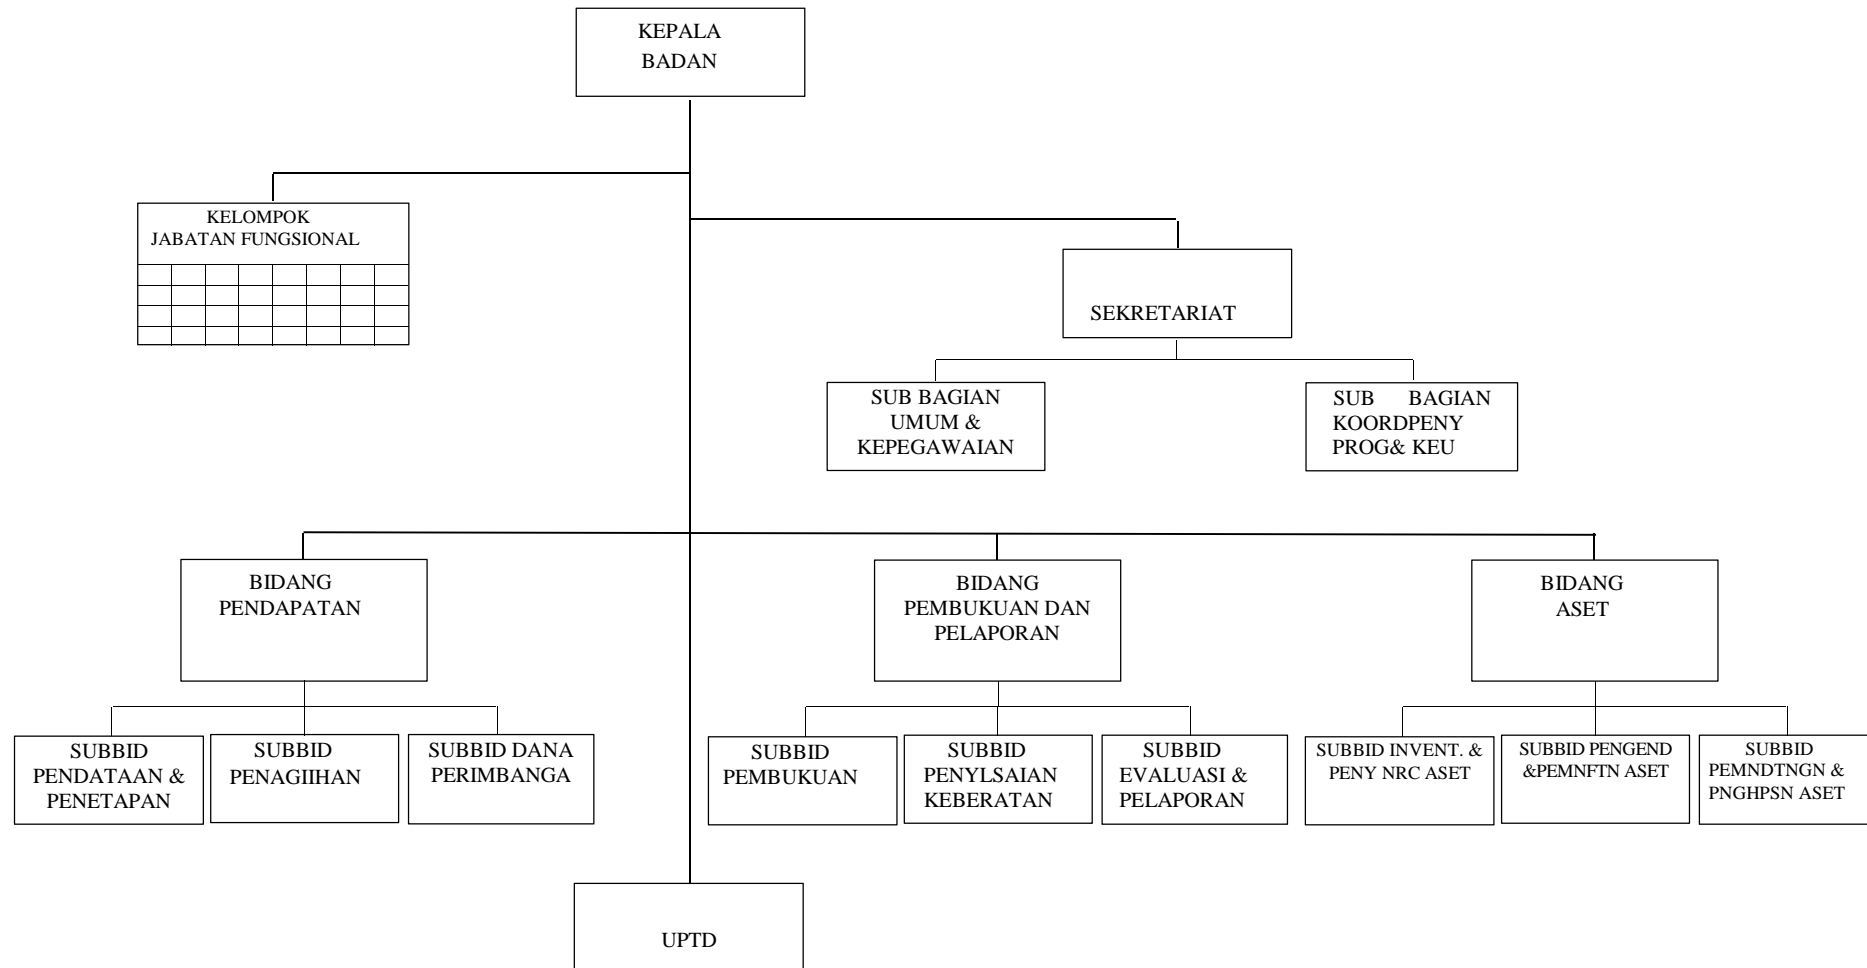 KEPALA
BADAN
KELOMPOK
JABATAN FUNGSIONAL
SEKRETARIAT
SUB BAGIAN
UMUM &
KEPEGAWAIAN
SUB BAGIAN
KOORDPENY
PROG& KEU
BIDANG
PENDAPATAN
BIDANG
PEMBUKUAN DAN
PELAPORAN
BIDANG
ASET
SUBBID
PENDATAAN &
PENETAPAN
SUBBID
PENAGIIHAN
SUBBID DANA
PERIMBANGA
SUBBID
PEMBUKUAN
SUBBID
PENYLSAIAN
KEBERATAN
SUBBID
EVALUASI &
PELAPORAN
SUBBID INVENT. &
PENY NRC ASET
SUBBID PENGEND
&PEMNFTN ASET
SUBBID
PEMNDTNGN &
PNGHPSN ASET
UPTD